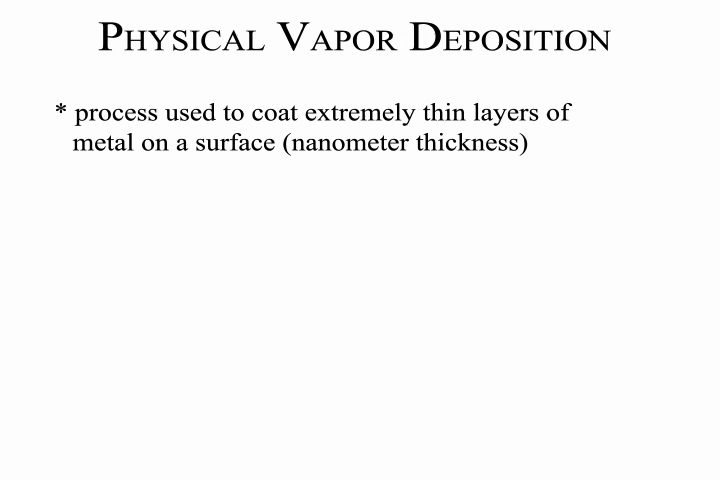 PHYSICAL VAPOR DEPOSITION
* process used to coat extremely thin layers of
metal on a surface (nanometer thickness)